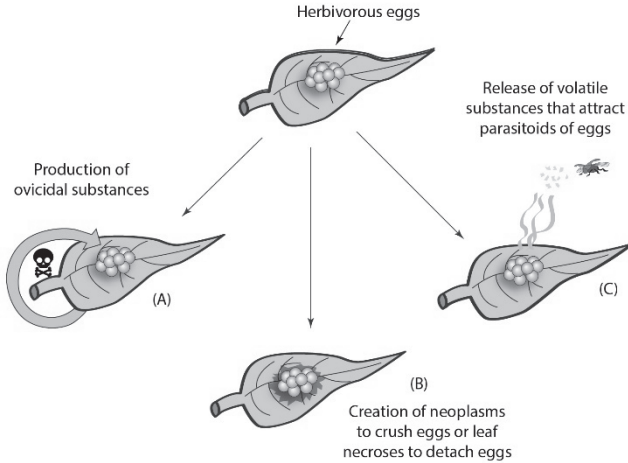 Herbivorous eggs
Release of volatile
substances that attract
parasitoids of eggs
Production of
ovicidal substances
(A)
(C)
(B)
Creation of neoplasms
to crush eggs or leaf
necroses to detach eggs